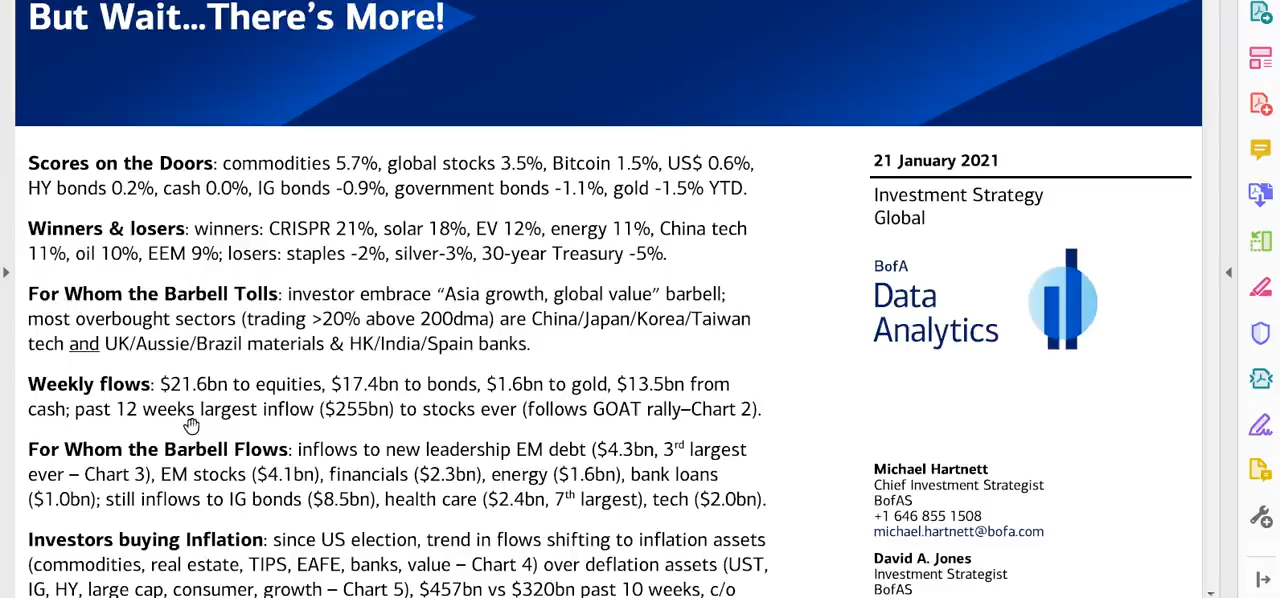 But Wait...There's More!
Scores on the Doors: commodities 5.7%, global stocks 3.5%, Bitcoin 1.5%, US$ 0.6%,
HY bonds 0.2%, cash 0.0%, IG bonds -0.9%, government bonds -1.1%, gold -1.5% YTD.
Winners & losers: winners: CRISPR 21%, solar 18%, EV 12%, energy 11%, China tech
11%, oil 10%, EEM 9%; losers: staples -2%, silver-3%, 30-year Treasury -5%.
For Whom the Barbell Tolls: investor embrace “Asia growth, global value” barbell;
most overbought sectors (trading >20% above 200dma) are China/Japan/Korea/Taiwan
tech and UK/Aussie/Brazil materials & HK/India/Spain banks.
Weekly flows: $21.6bn to equities, $17.4bn to bonds, $1.6bn to gold, $13.5bn from
cash; past 12 weeks largest inflow ($255bn) to stocks ever (follows GOAT rally–Chart 2).
For Whom the Barbell Flows: inflows to new leadership EM debt ($4.3bn, 3rd largest
ever – Chart 3), EM stocks ($4.1bn), financials ($2.3bn), energy ($1.6bn), bank loans
($1.0bn); still inflows to IG bonds ($8.5bn), health care ($2.4bn, 7th largest), tech ($2.0bn).
Investors buying Inflation: since US election, trend in flows shifting to inflation assets
(commodities, real estate, TIPS, EAFE, banks, value – Chart 4) over deflation assets (UST,
IG, HY, large cap, consumer, growth – Chart 5), $457bn vs $320bn past 10 weeks, c/o
21 January 2021
Investment Strategy
Global
BofA
Data
Analytics
Michael Hartnett
Chief Investment Strategist
BofAS
+1 646 855 1508
michael.hartnett@bofa.com
David A. Jones
Investment Strategist
BofAS